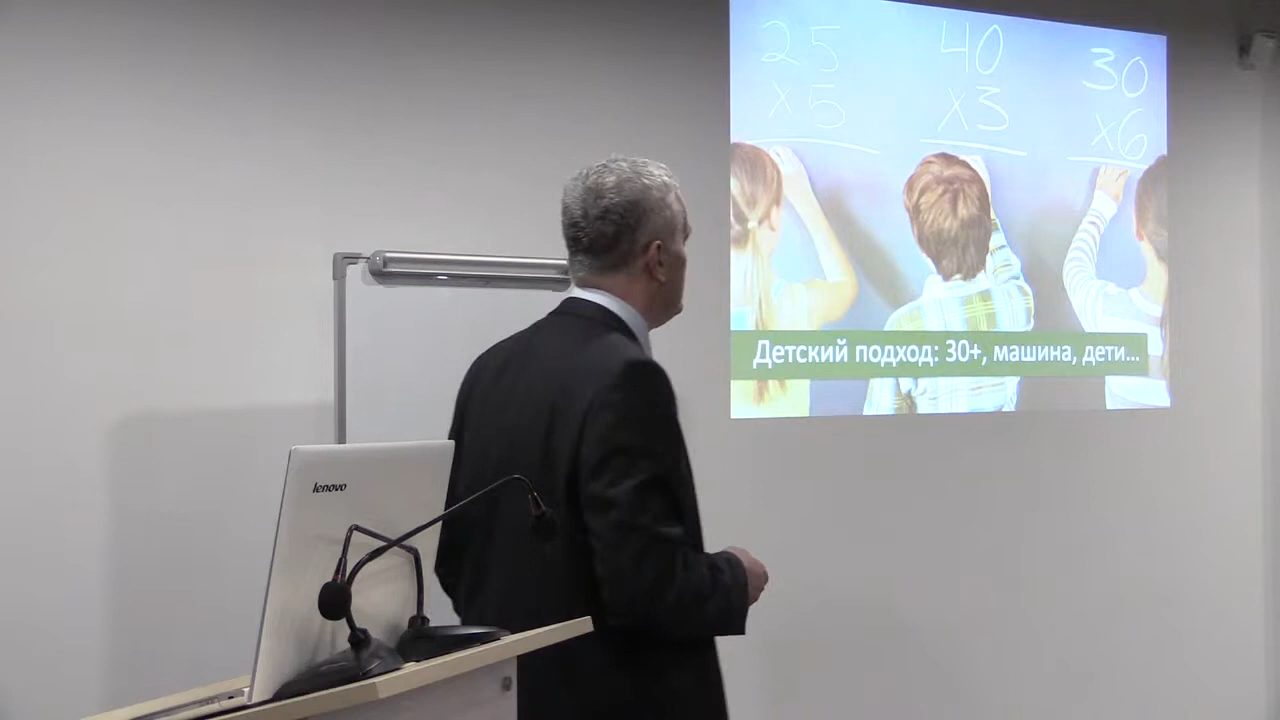 25
x5
40
x3
30
x6
Детский подход: 30+, машина, дети...
lenovo